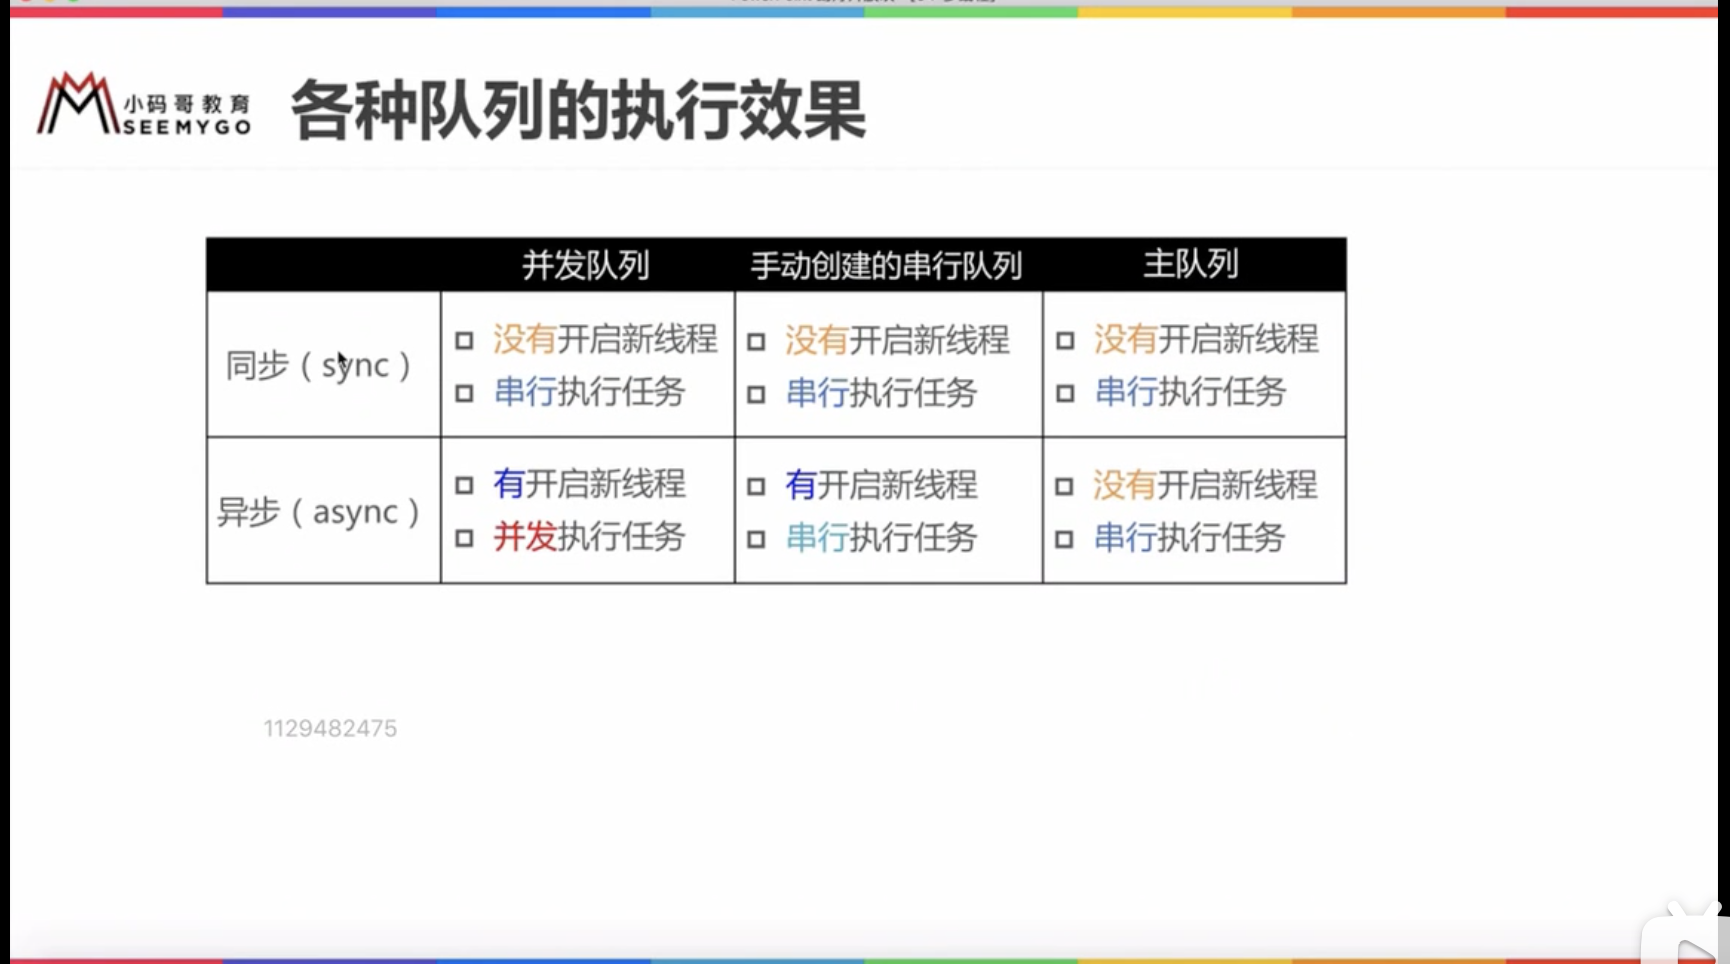 小码哥教育
SEEMYGO
各种队列的执行效果
并发队列 手动创建的串行队列 主队列
同步（sync）
没有开启新线程
串行执行任务
没有开启新线程
串行执行任务
没有开启新线程
串行执行任务
异步（async）
有开启新线程
并发执行任务
有开启新线程
串行执行任务
没有开启新线程
串行执行任务
1129482475